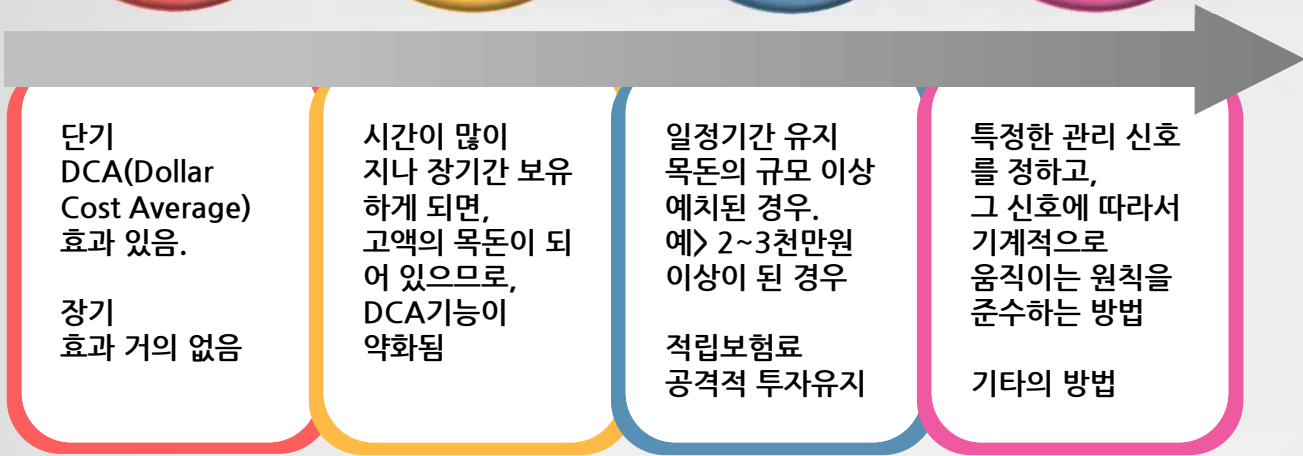 단기
DCA(Dollar
Cost Average)
효과 있음.
장기
효과 거의 없음
시간이 많이
지나 장기간 보유
하게 되면,
고액의 목돈이 되
어 있으므로,
DCA기능이
약화됨
일정기간 유지
목돈의 규모 이상
예치된 경우.
예> 2~3천만원
이상이 된 경우
적립보험료
공격적 투자유지
특정한 관리 신호
를 정하고,
그 신호에 따라서
기계적으로
움직이는 원칙을
준수하는 방법
기타의 방법